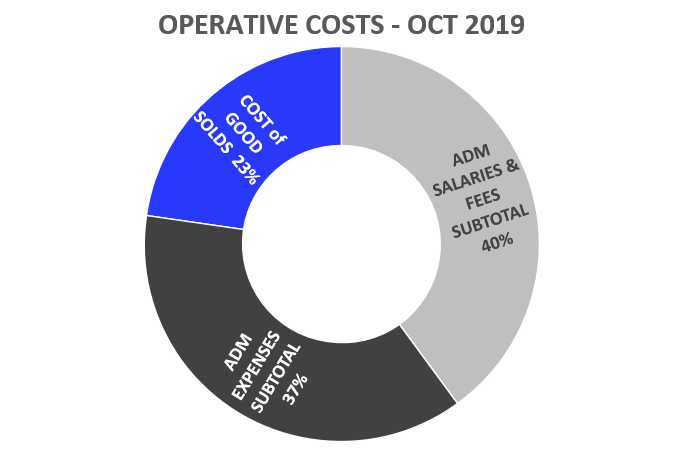 OPERATIVE COSTS - OCT 2019
COST of
GOOD
SOLDS 23%
ADM
SALARIES &
FEES
SUBTOTAL
40%
ADM
EXPENSES
SUBTOTAL
37%